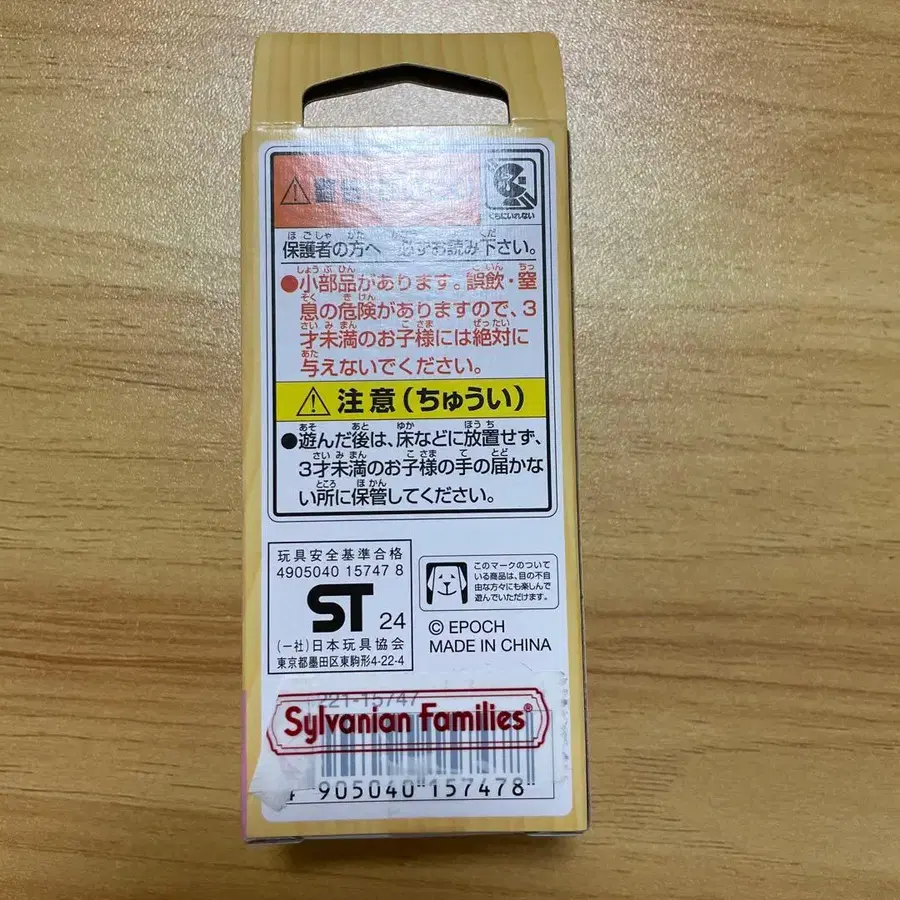 くちにいれない
保護者の方へ 必ずお読み下さい。
●小部品があります。誤飲・窒
息の危険がありますので、3
才未満のお子様には絶対に
与えないでください。
注意(ちゅうい)
●遊んだ後は、床などに放置せず、
3才未満のお子様の手の届かな
い所に保管してください。
玩具安全基準合格
4905040 15747 8
ST 24
(一社)日本玩具協会
東京都墨田区東駒形4-22-4
このマークのついて
いる商品は、目の不自
由な方々にも楽しんで
遊んでいただけます。
© EPOCH
MADE IN CHINA
221-15747
Sylvanian Families®
4 905040 157478